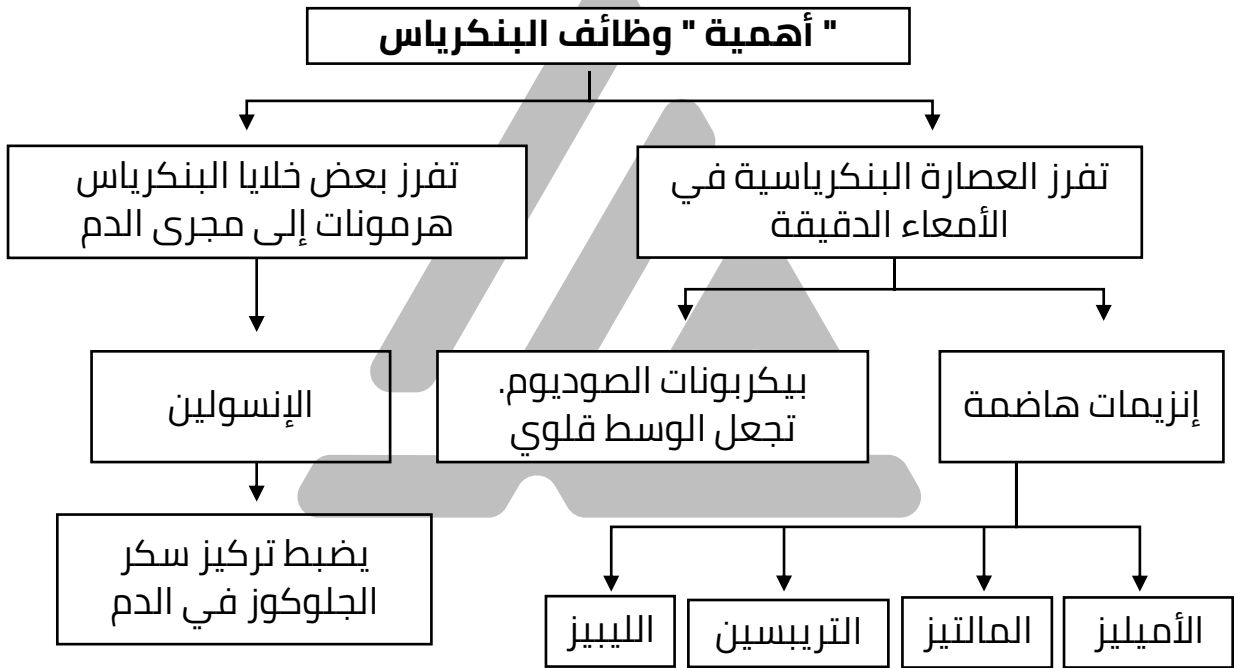 " أهمية " وظائف البنكرياس
تفرز العصارة البنكرياسية في
الأمعاء الدقيقة
تفرز بعض خلايا البنكرياس
هرمونات إلى مجرى الدم
إنزيمات هاضمة
بيكربونات الصوديوم.
تجعل الوسط قلوي
الإنسولين
الأميليز
المالتيز
التريبسين
الليبيز
يضبط تركيز سكر
الجلوكوز في الدم